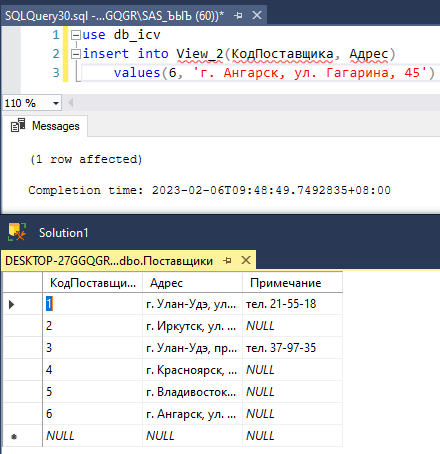 SQLQuery30.sql -...GQGR\SAS_ЪЫЬ (60))*
1 use db_icv
2 insert into View_2(КодПоставщика, Адрес)
3 values(6, 'г. Ангарск, ул. Гагарина, 45')
110 %
Messages
(1 row affected)
Completion time: 2023-02-06T09:48:49.7492835+08:00
Solution1
DESKTOP-27GGQGR...dbo.Поставщики
КодПоставщи... Адрес Примечание
1 г. Улан-Удэ, ул... тел. 21-55-18
2 г. Иркутск, ул. ... NULL
3 г. Улан-Удэ, пр... тел. 37-97-35
4 г. Красноярск, ... NULL
5 г. Владивосток... NULL
6 г. Ангарск, ул. ... NULL
NULL NULL NULL